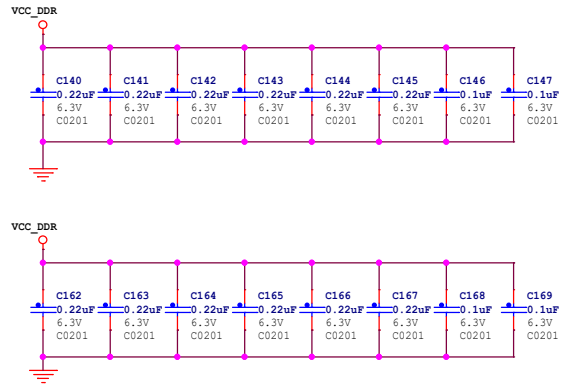 VCC_DDR
C140 C141 C142 C143 C144 C145 C146 C147
0.22uF 0.22uF 0.22uF 0.22uF 0.22uF 0.22uF 0.1uF 0.1uF
6.3V 6.3V 6.3V 6.3V 6.3V 6.3V 6.3V 6.3V
C0201 C0201 C0201 C0201 C0201 C0201 C0201 C0201
VCC_DDR
C162 C163 C164 C165 C166 C167 C168 C169
0.22uF 0.22uF 0.22uF 0.22uF 0.22uF 0.22uF 0.1uF 0.1uF
6.3V 6.3V 6.3V 6.3V 6.3V 6.3V 6.3V 6.3V
C0201 C0201 C0201 C0201 C0201 C0201 C0201 C0201